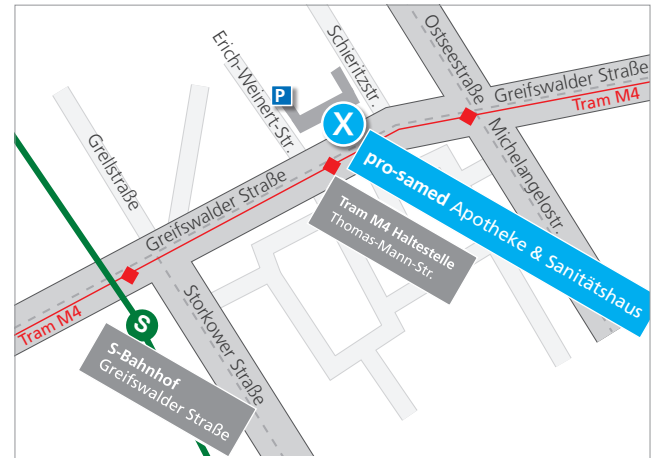 Ostseestraße
Schieritzstr.
Erich-Weinert-Str.
P
Greifswalder Straße
Tram M4
X
Michelangelostr.
Grellstraße
pro-samed Apotheke & Sanitätshaus
Greifswalder Straße
Tram M4 Haltestelle
Thomas-Mann-Str.
Tram M4
S
Storkower Straße
S-Bahnhof
Greifswalder Straße